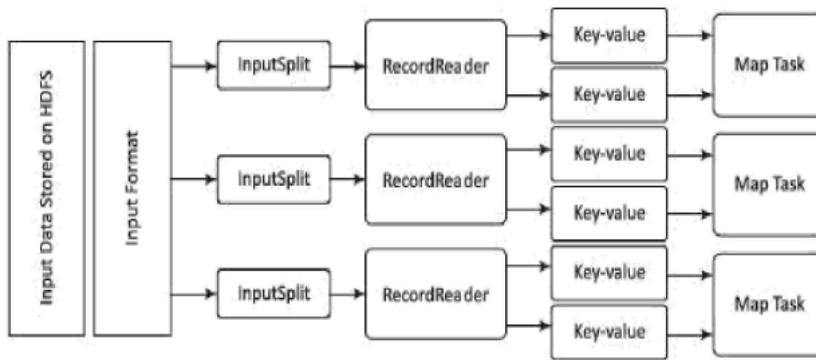 Input Data Stored on HDFS
Input Format
InputSplit
RecordReader
Key-value
Key-value
Map Task
InputSplit
RecordReader
Key-value
Key-value
Map Task
InputSplit
RecordReader
Key-value
Key-value
Map Task